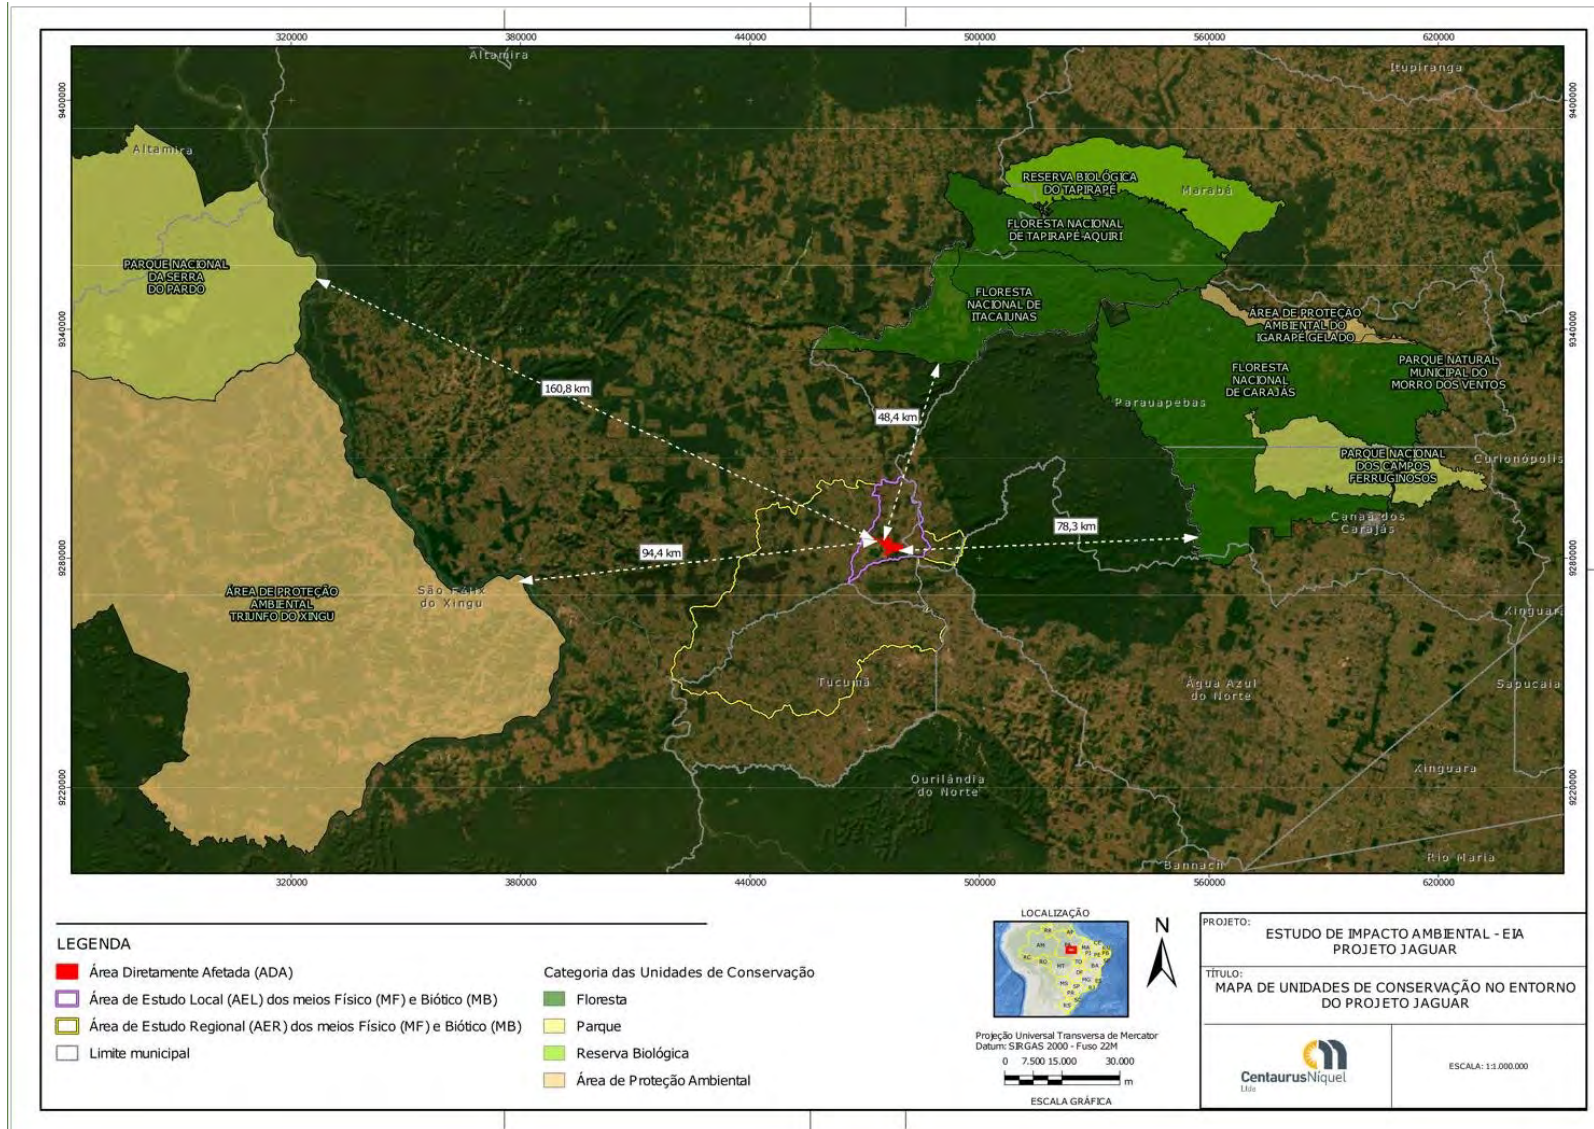 320000
380000
440000
500000
560000
620000
Altamira
Itupiranga
9400000
9400000
Altamira
RESERVA BIOLÓGICA
DO TAPIRAPÉ
Marabá
FLORESTA NACIONAL
DE TAPIRAPÉ-AQUIRI
PARQUE NACIONAL
DA SERRA
DO PARDO
FLORESTA
NACIONAL DE
ITACAIUNAS
9340000
9340000
ÁREA DE PROTEÇÃO
AMBIENTAL DO
IGARAPÉ GELADO
PARQUE NATURAL
MUNICIPAL DO
MORRO DOS VENTOS
FLORESTA
NACIONAL
DE CARAJÁS
160,8 km
Parauapebas
48,4 km
PARQUE NACIONAL
DOS CAMPOS
FERRUGINOSOS
Curionópolis
Canaã dos
Carajás
78,3 km
94,4 km
9280000
9280000
ÁREA DE PROTEÇÃO
AMBIENTAL
TRIUNFO DO XINGU
São Félix
do Xingu
Xinguar
Tucumã
Água Azul
do Norte
Sapucaia
Xinguara
Ourilândia
do Norte
9220000
9220000
Bannach
Rio Maria
320000
380000
440000
500000
560000
620000
LEGENDA
Área Diretamente Afetada (ADA)
Área de Estudo Local (AEL) dos meios Físico (MF) e Biótico (MB)
Área de Estudo Regional (AER) dos meios Físico (MF) e Biótico (MB)
Limite municipal
Categoria das Unidades de Conservação
Floresta
Parque
Reserva Biológica
Área de Proteção Ambiental
LOCALIZAÇÃO
N
Projeção Universal Transversa de Mercator
Datum: SIRGAS 2000 - Fuso 22M
0 7.500 15.000 30.000
m
ESCALA GRÁFICA
PROJETO:
ESTUDO DE IMPACTO AMBIENTAL - EIA
PROJETO JAGUAR
TÍTULO:
MAPA DE UNIDADES DE CONSERVAÇÃO NO ENTORNO
DO PROJETO JAGUAR
CentaurusNíquel
Ltda
ESCALA: 1:1.000.000